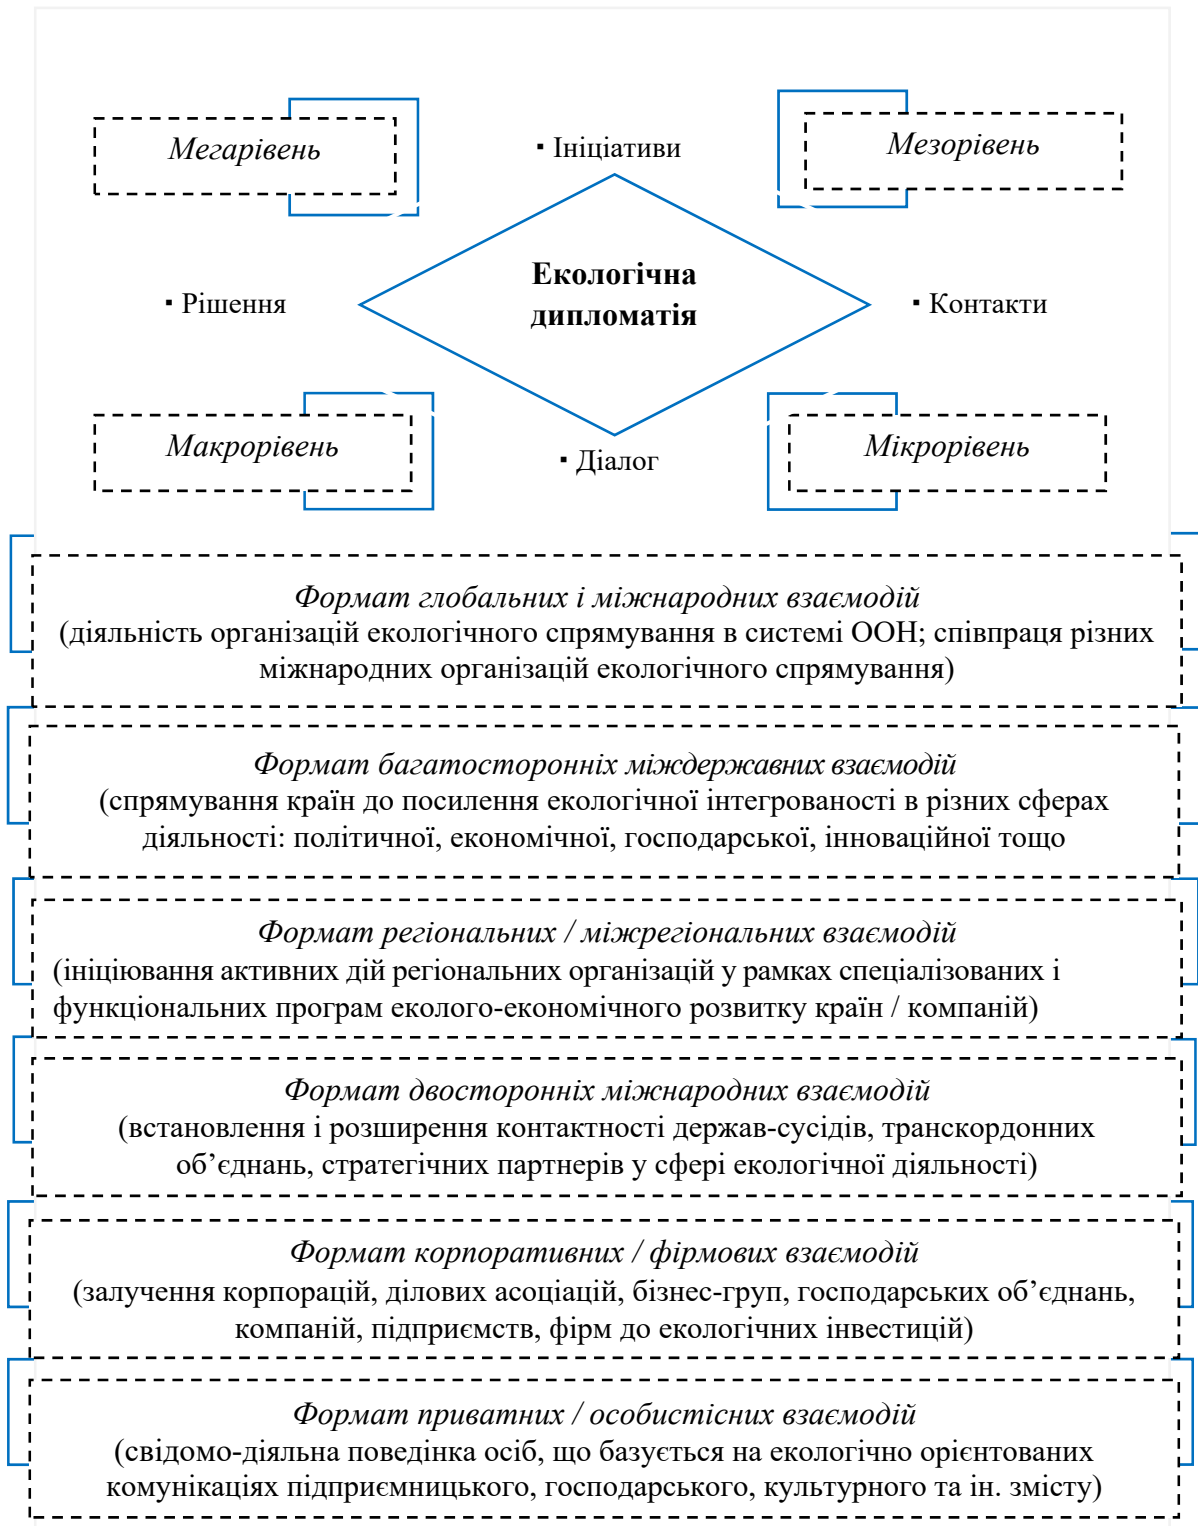 Мегарівень
Мезорівень
▪ Ініціативи
Екологічна
дипломатія
▪ Рішення
▪ Контакти
Макрорівень
Мікрорівень
▪ Діалог
Формат глобальних і міжнародних взаємодій
(діяльність організацій екологічного спрямування в системі ООН; співпраця різних
міжнародних організацій екологічного спрямування)
Формат багатосторонніх міждержавних взаємодій
(спрямування країн до посилення екологічної інтегрованості в різних сферах
діяльності: політичної, економічної, господарської, інноваційної тощо
Формат регіональних / міжрегіональних взаємодій
(ініціювання активних дій регіональних організацій у рамках спеціалізованих і
функціональних програм еколого-економічного розвитку країн / компаній)
Формат двосторонніх міжнародних взаємодій
(встановлення і розширення контактності держав-сусідів, транскордонних
об’єднань, стратегічних партнерів у сфері екологічної діяльності)
Формат корпоративних / фірмових взаємодій
(залучення корпорацій, ділових асоціацій, бізнес-груп, господарських об’єднань,
компаній, підприємств, фірм до екологічних інвестицій)
Формат приватних / особистісних взаємодій
(свідомо-діяльна поведінка осіб, що базується на екологічно орієнтованих
комунікаціях підприємницького, господарського, культурного та ін. змісту)